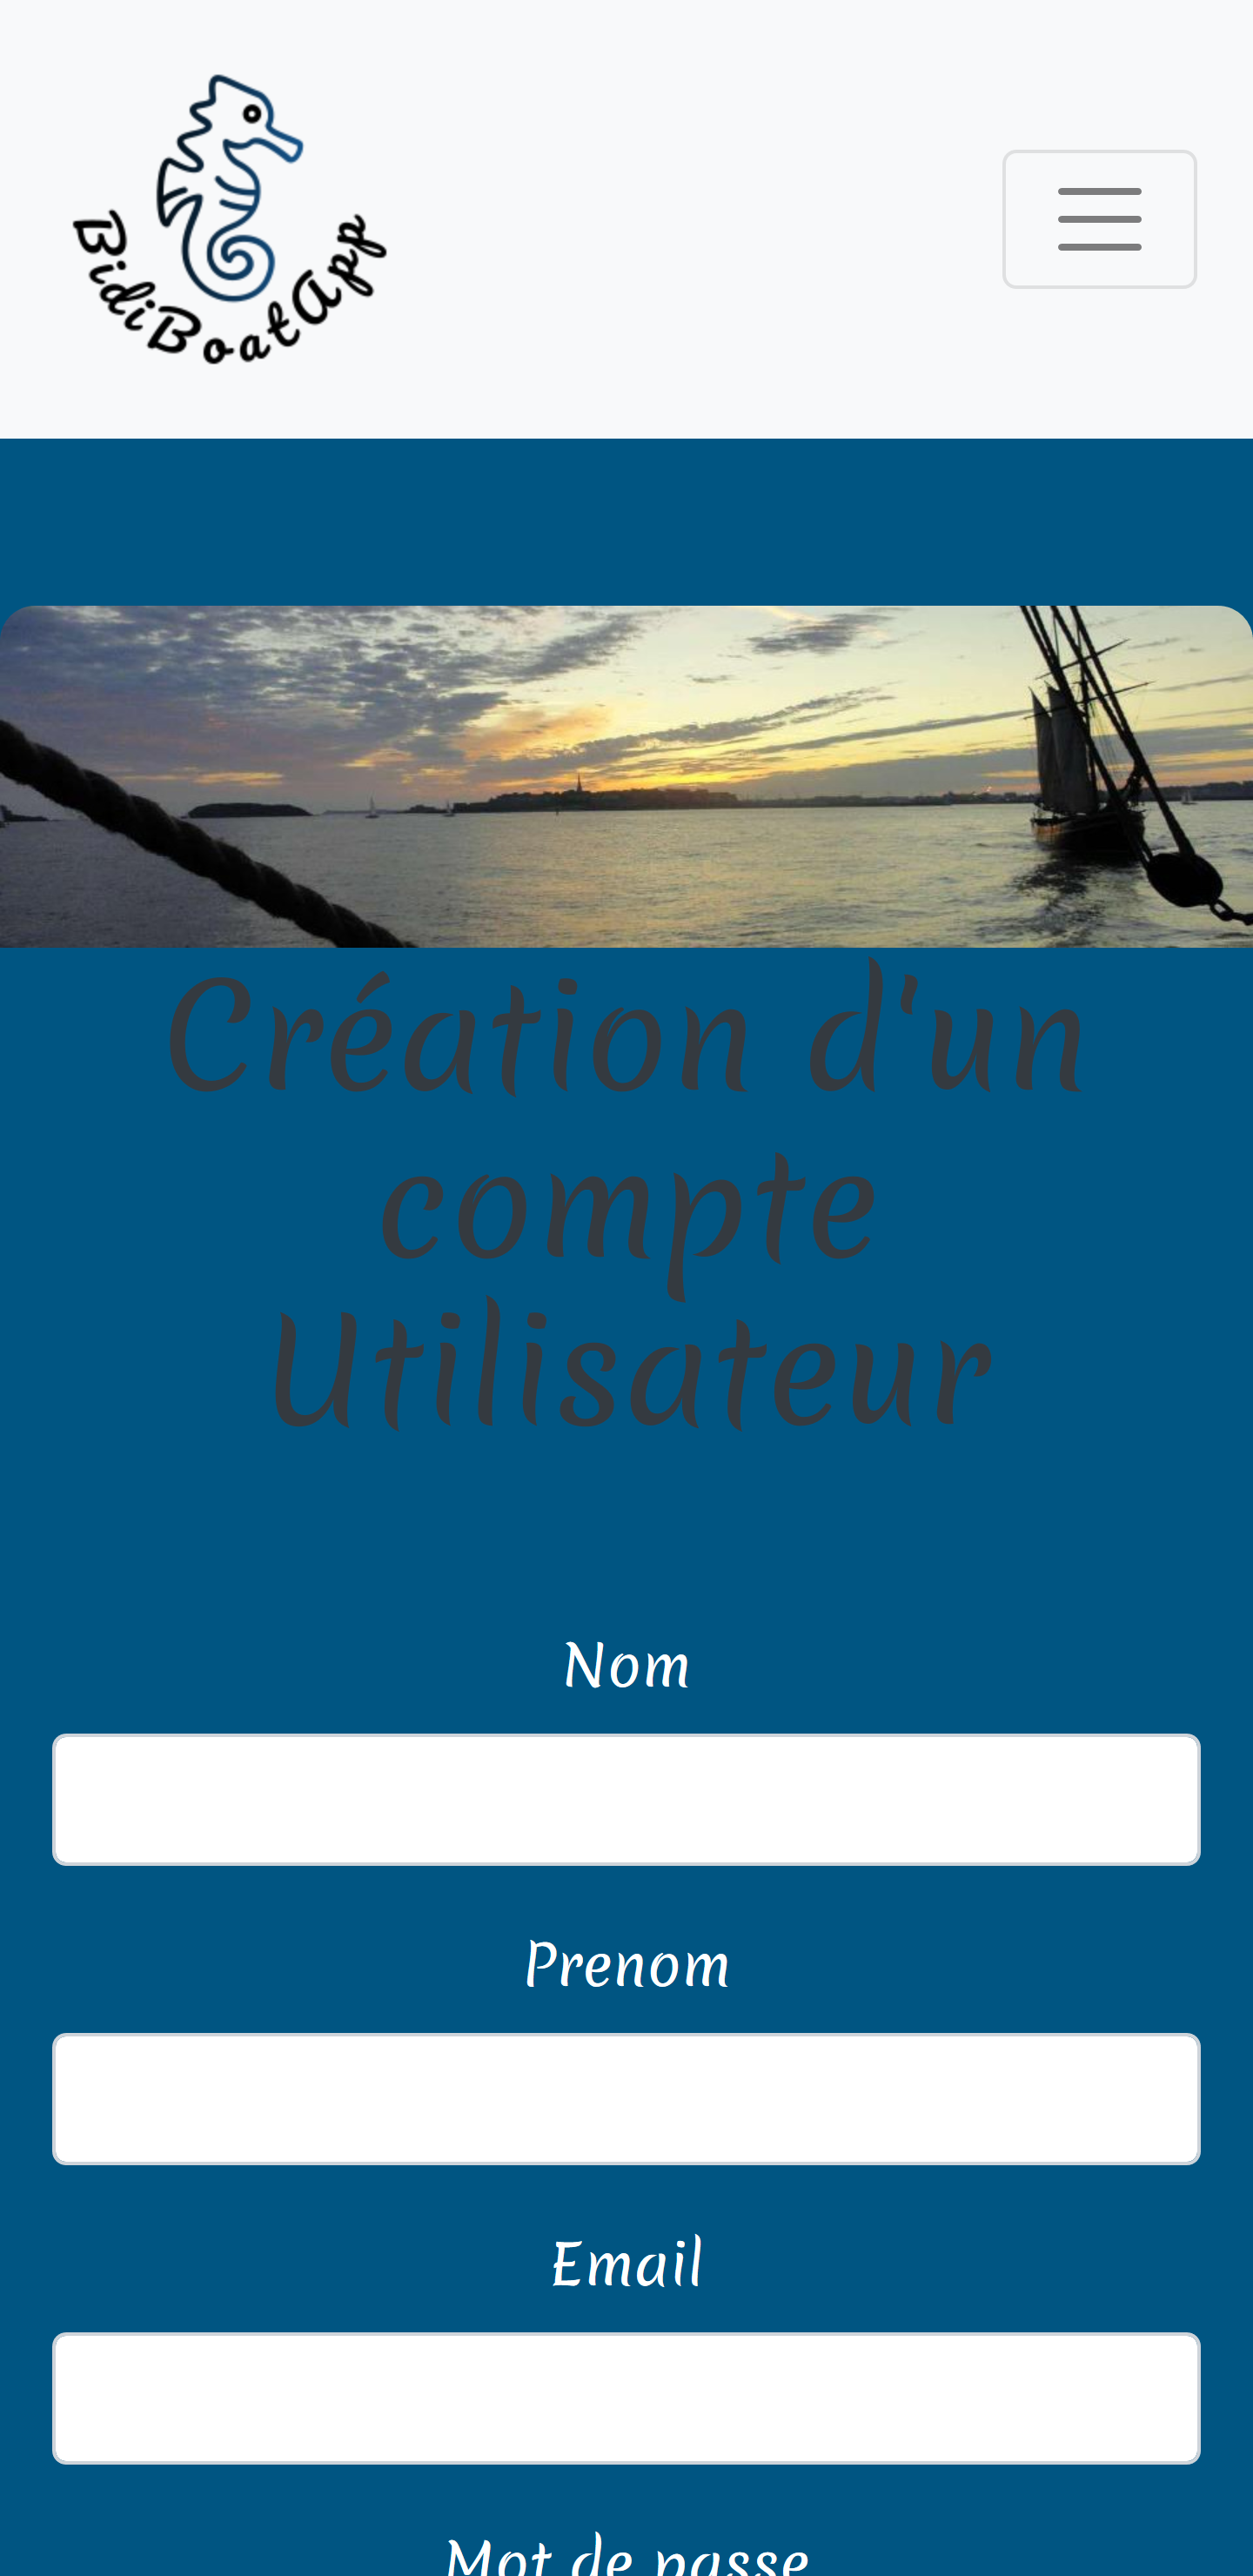 BidiBoatApp
Création d'un
compte
Utilisateur
Nom
Prenom
Email
Mot de passe